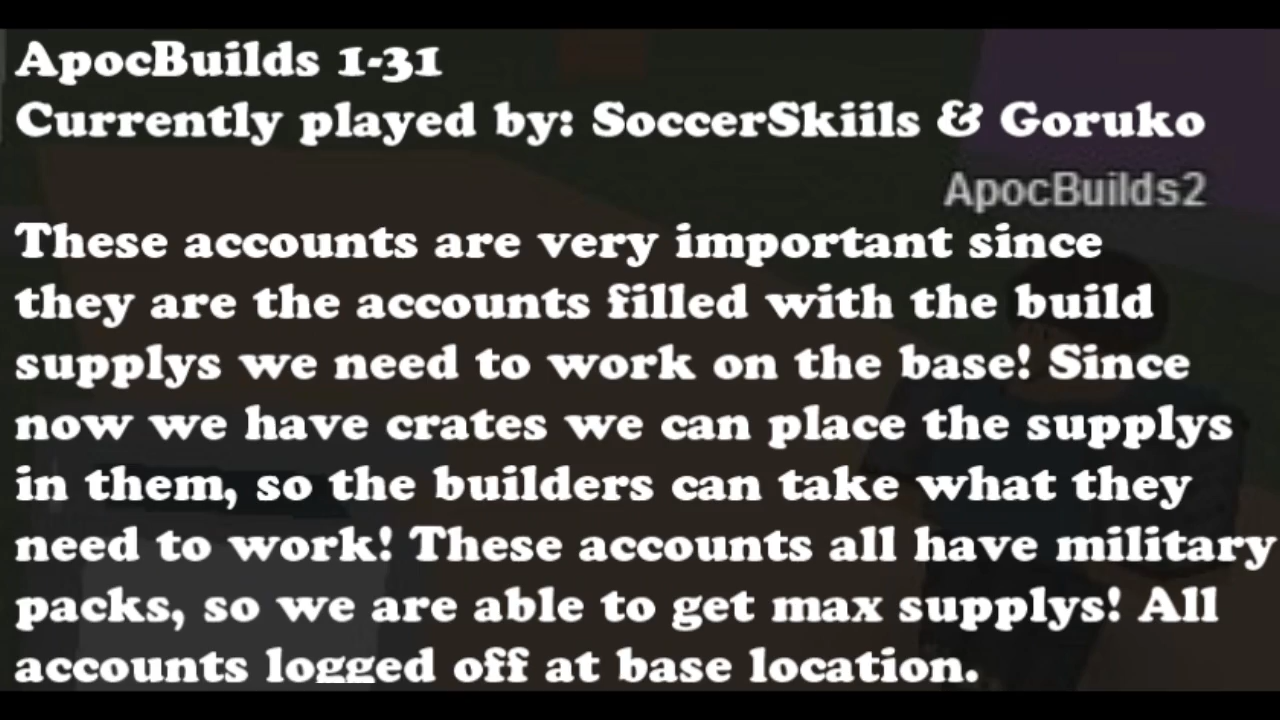 ApocBuilds 1-31
Currently played by: SoccerSkiils & Goruko
ApocBuilds2
These accounts are very important since
they are the accounts filled with the build
supplys we need to work on the base! Since
now we have crates we can place the supplys
in them, so the builders can take what they
need to work! These accounts all have military
packs, so we are able to get max supplys! All
accounts logged off at base location.